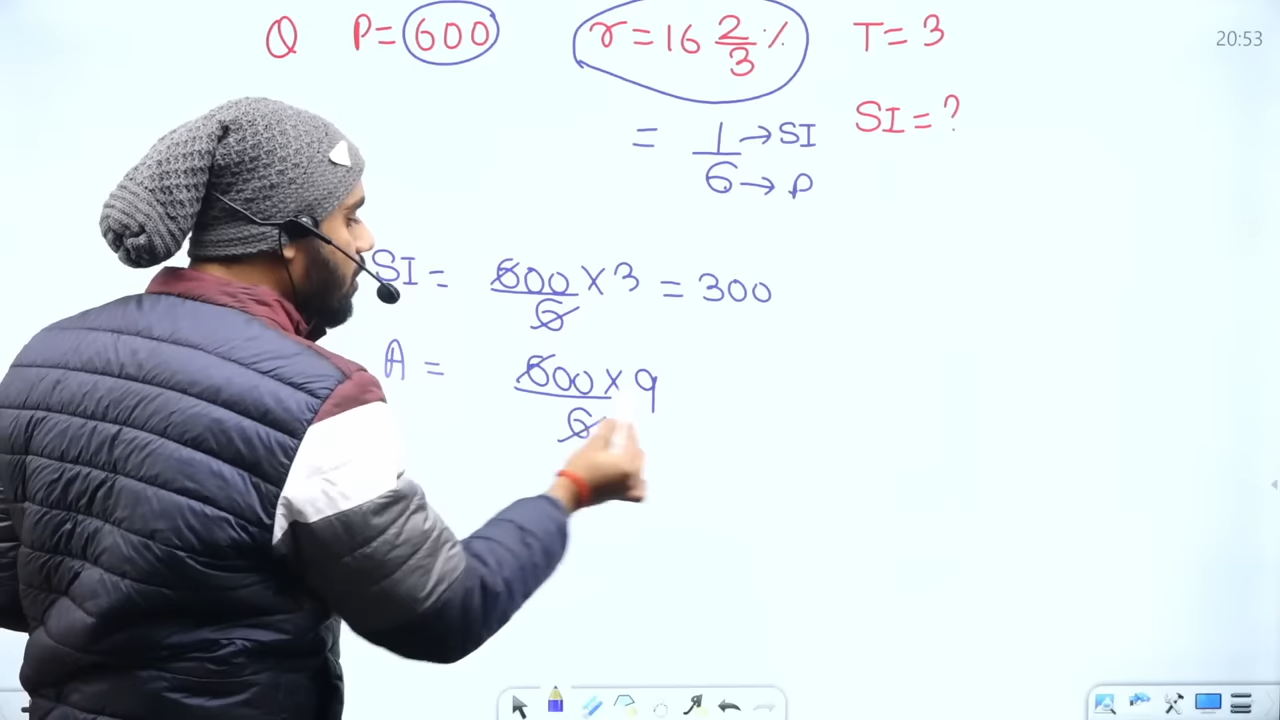 Q P=600 r=16 2/3 % T=3 20:53
SI=?
= 1/6 →SI →P
SI= 600/6 ×3 =300
A= 600/6 ×9